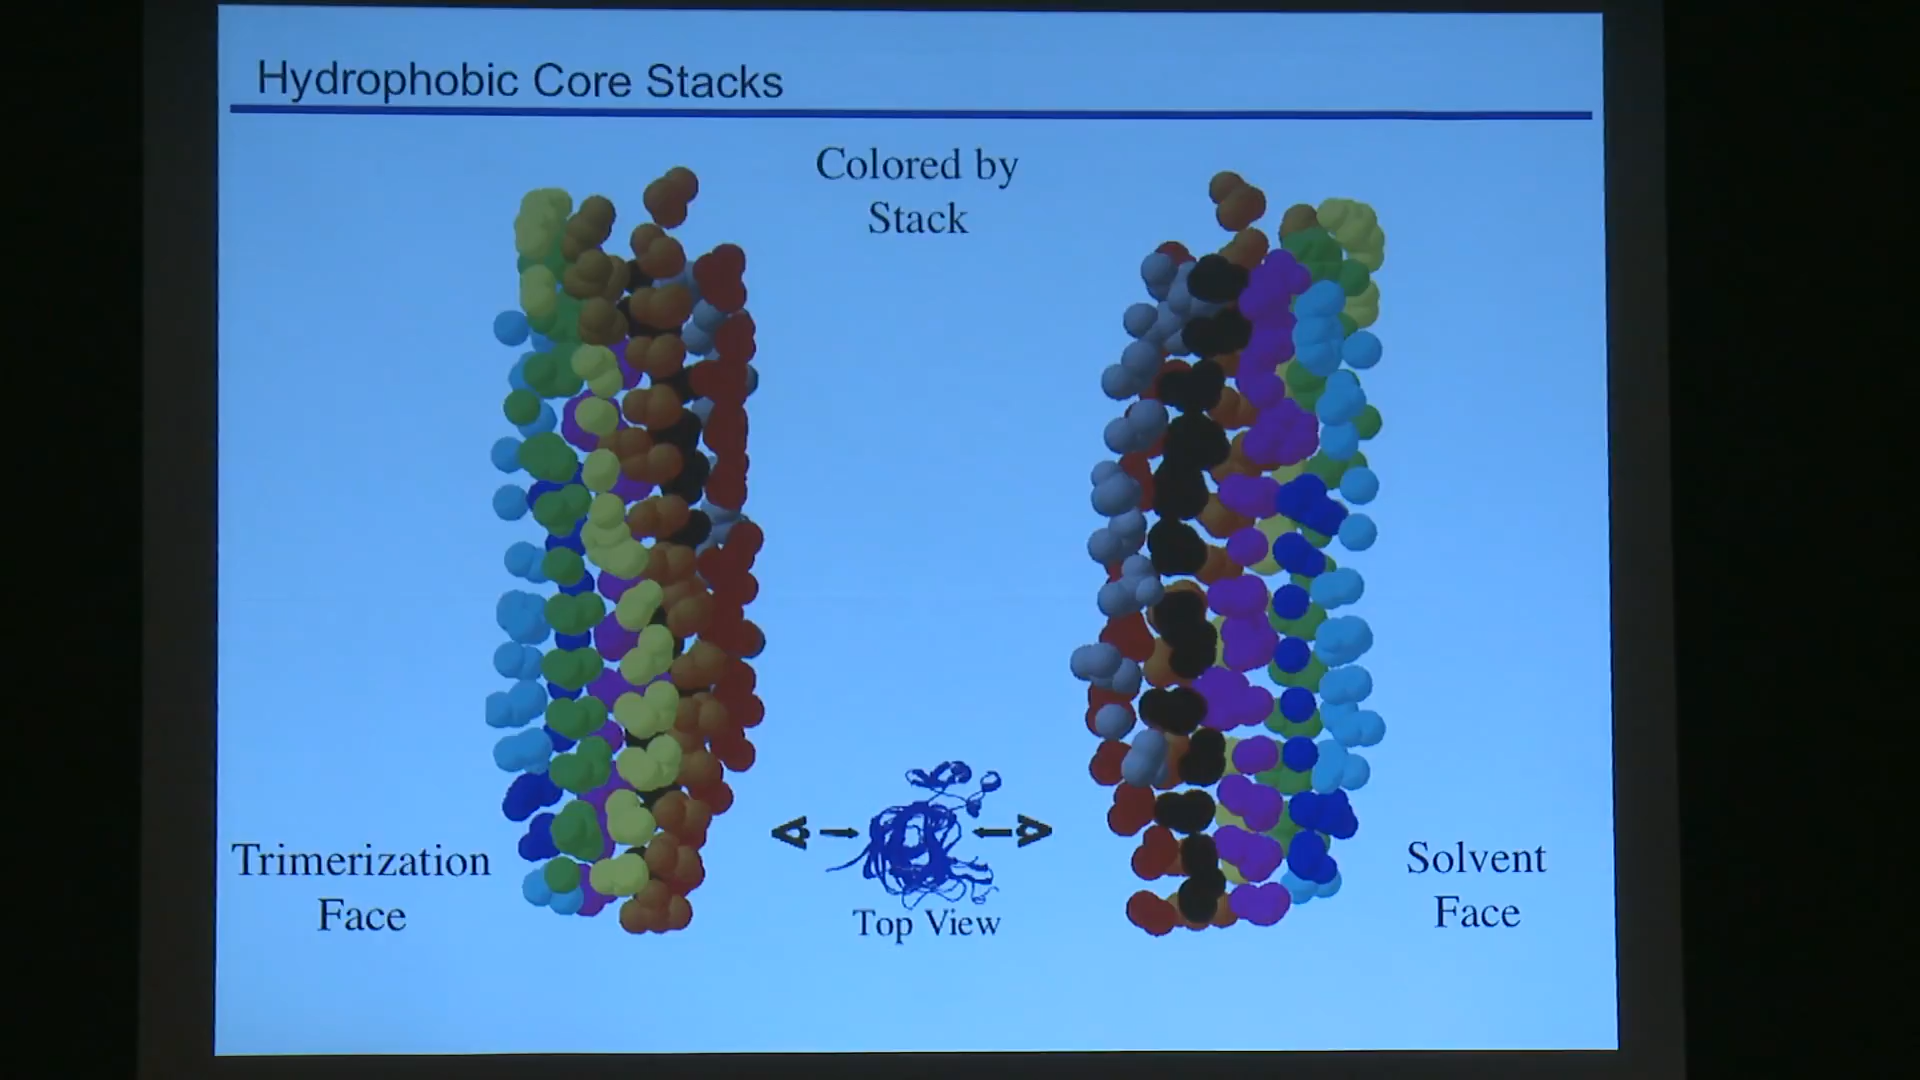 Hydrophobic Core Stacks
Colored by
Stack
Trimerization
Face
Top View
Solvent
Face